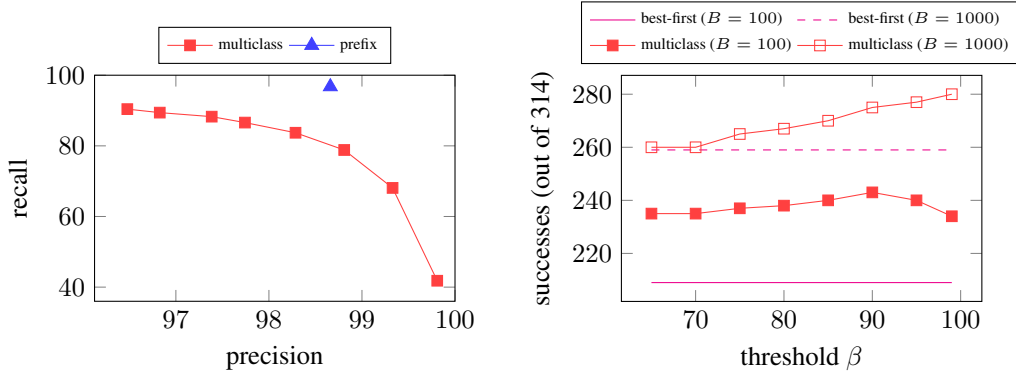 multiclass prefix
100
80
60
40
recall
97 98 99 100
precision
best-first (B = 100) best-first (B = 1000)
multiclass (B = 100) multiclass (B = 1000)
280
260
240
220
successes (out of 314)
70 80 90 100
threshold β